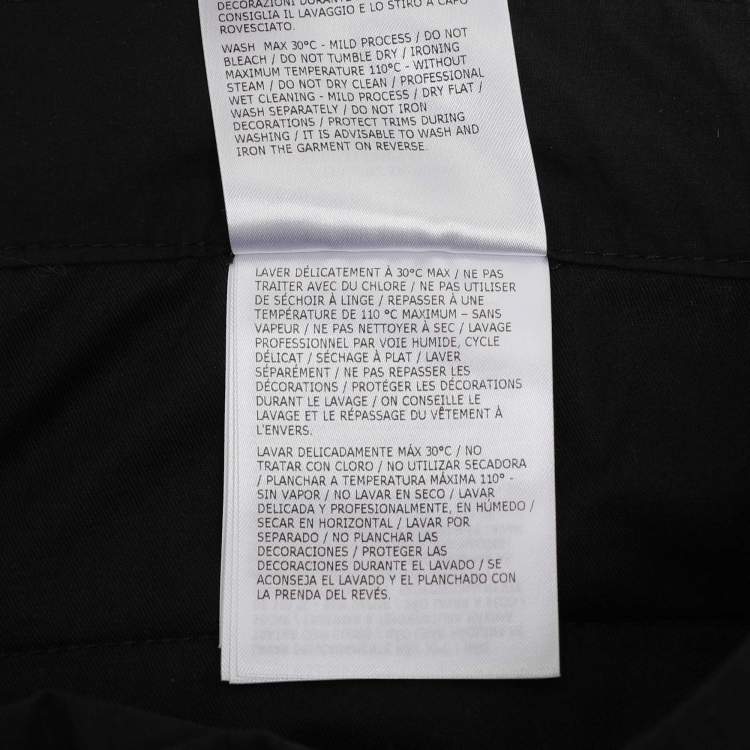 DECORAZIONI DURANTE
CONSIGLIA IL LAVAGGIO E LO STIRO A CAPO
ROVESCIATO.
WASH MAX 30°C - MILD PROCESS / DO NOT
BLEACH / DO NOT TUMBLE DRY / IRONING
MAXIMUM TEMPERATURE 110°C - WITHOUT
STEAM / DO NOT DRY CLEAN / PROFESSIONAL
WET CLEANING - MILD PROCESS / DRY FLAT /
WASH SEPARATELY / DO NOT IRON
DECORATIONS / PROTECT TRIMS DURING
WASHING / IT IS ADVISABLE TO WASH AND
IRON THE GARMENT ON REVERSE.
LAVER DÉLICATEMENT À 30°C MAX / NE PAS
TRAITER AVEC DU CHLORE / NE PAS UTILISER
DE SÉCHOIR À LINGE / REPASSER À UNE
TEMPÉRATURE DE 110 °C MAXIMUM – SANS
VAPEUR / NE PAS NETTOYER À SEC / LAVAGE
PROFESSIONNEL PAR VOIE HUMIDE, CYCLE
DÉLICAT / SÉCHAGE À PLAT / LAVER
SÉPARÉMENT / NE PAS REPASSER LES
DÉCORATIONS / PROTÉGER LES DÉCORATIONS
DURANT LE LAVAGE / ON CONSEILLE LE
LAVAGE ET LE RÉPASSAGE DU VÊTEMENT À
L'ENVERS.
LAVAR DELICADAMENTE MÁX 30°C / NO
TRATAR CON CLORO / NO UTILIZAR SECADORA
/ PLANCHAR A TEMPERATURA MÁXIMA 110° -
SIN VAPOR / NO LAVAR EN SECO / LAVAR
DELICADA Y PROFESIONALMENTE, EN HÚMEDO /
SECAR EN HORIZONTAL / LAVAR POR
SEPARADO / NO PLANCHAR LAS
DECORACIONES / PROTEGER LAS
DECORACIONES DURANTE EL LAVADO / SE
ACONSEJA EL LAVADO Y EL PLANCHADO CON
LA PRENDA DEL REVÉS.